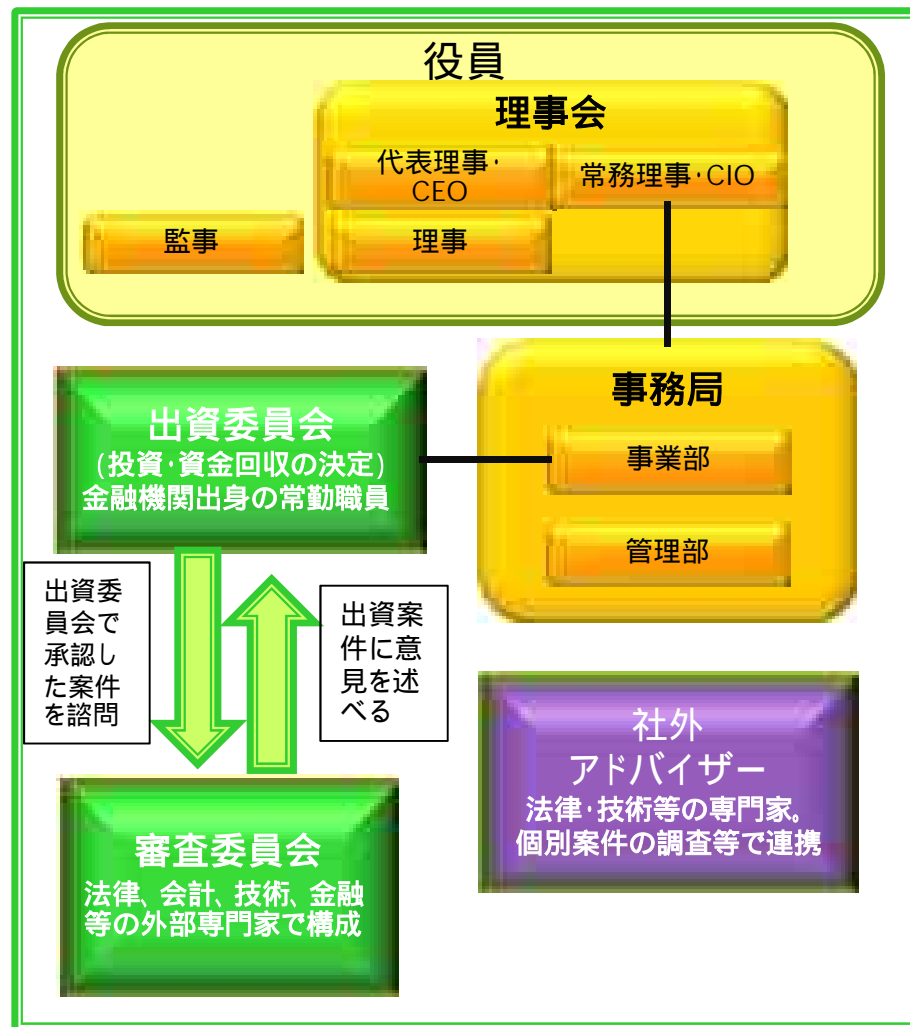 役員
理事会
代表理事・
CEO
常務理事・CIO
監事
理事
事務局
事業部
管理部
出資委員会
(投資・資金回収の決定)
金融機関出身の常勤職員
出資委
員会で
承認し
た案件
を諮問
出資案
件に意
見を述
べる
社外
アドバイザー
法律・技術等の専門家。
個別案件の調査等で連携
審査委員会
法律、会計、技術、金融
等の外部専門家で構成